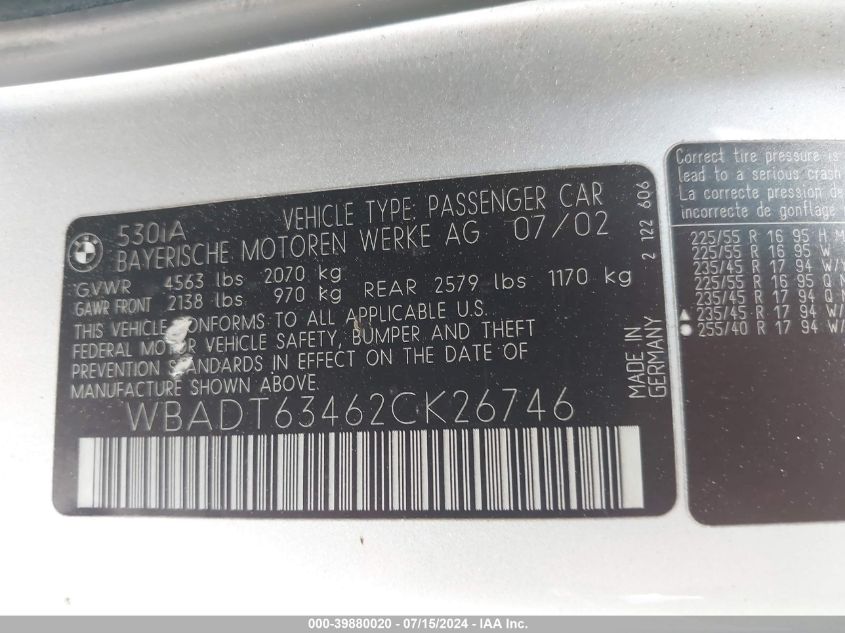 BMW
530iA
VEHICLE TYPE: PASSENGER CAR
BAYERISCHE MOTOREN WERKE AG 07/02
GVWR 4563 lbs 2070 kg
GAWR FRONT 2138 lbs 970 kg REAR 2579 lbs 1170 kg
THIS VEHICLE CONFORMS TO ALL APPLICABLE U.S.
FEDERAL MOTOR VEHICLE SAFETY, BUMPER AND THEFT
PREVENTION STANDARDS IN EFFECT ON THE DATE OF
MANUFACTURE SHOWN ABOVE
WBADT63462CK26746
2 122 606
MADE IN
GERMANY
Correct tire pressure is
lead to a serious crash
La correcte pression de
incorrecte de gonflage
225/55 R 16 95 H M
225/55 R 16 95 W
235/45 R 17 94 W/Y
225/55 R 16 95 Q M
235/45 R 17 94 Q M
▲ 235/45 R 17 94 W/
● 255/40 R 17 94 W/
000-39880020 - 07/15/2024 - IAA Inc.